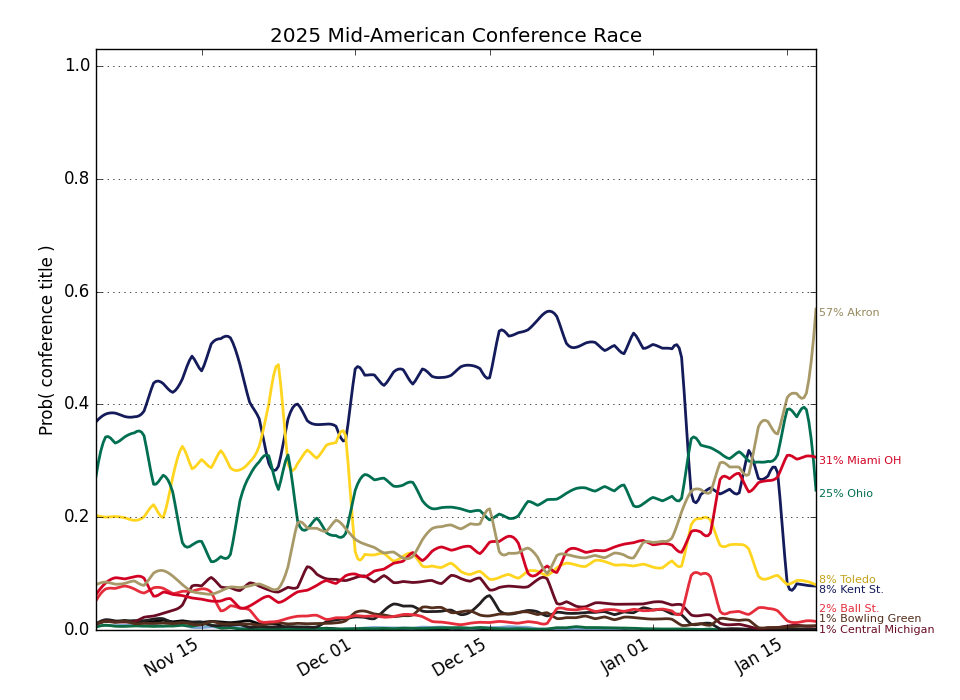 2025 Mid-American Conference Race
Prob( conference title )
1.0
0.8
0.6
0.4
0.2
0.0
Nov 15
Dec 01
Dec 15
Jan 01
Jan 15
57% Akron
31% Miami OH
25% Ohio
8% Toledo
8% Kent St.
2% Ball St.
1% Bowling Green
1% Central Michigan